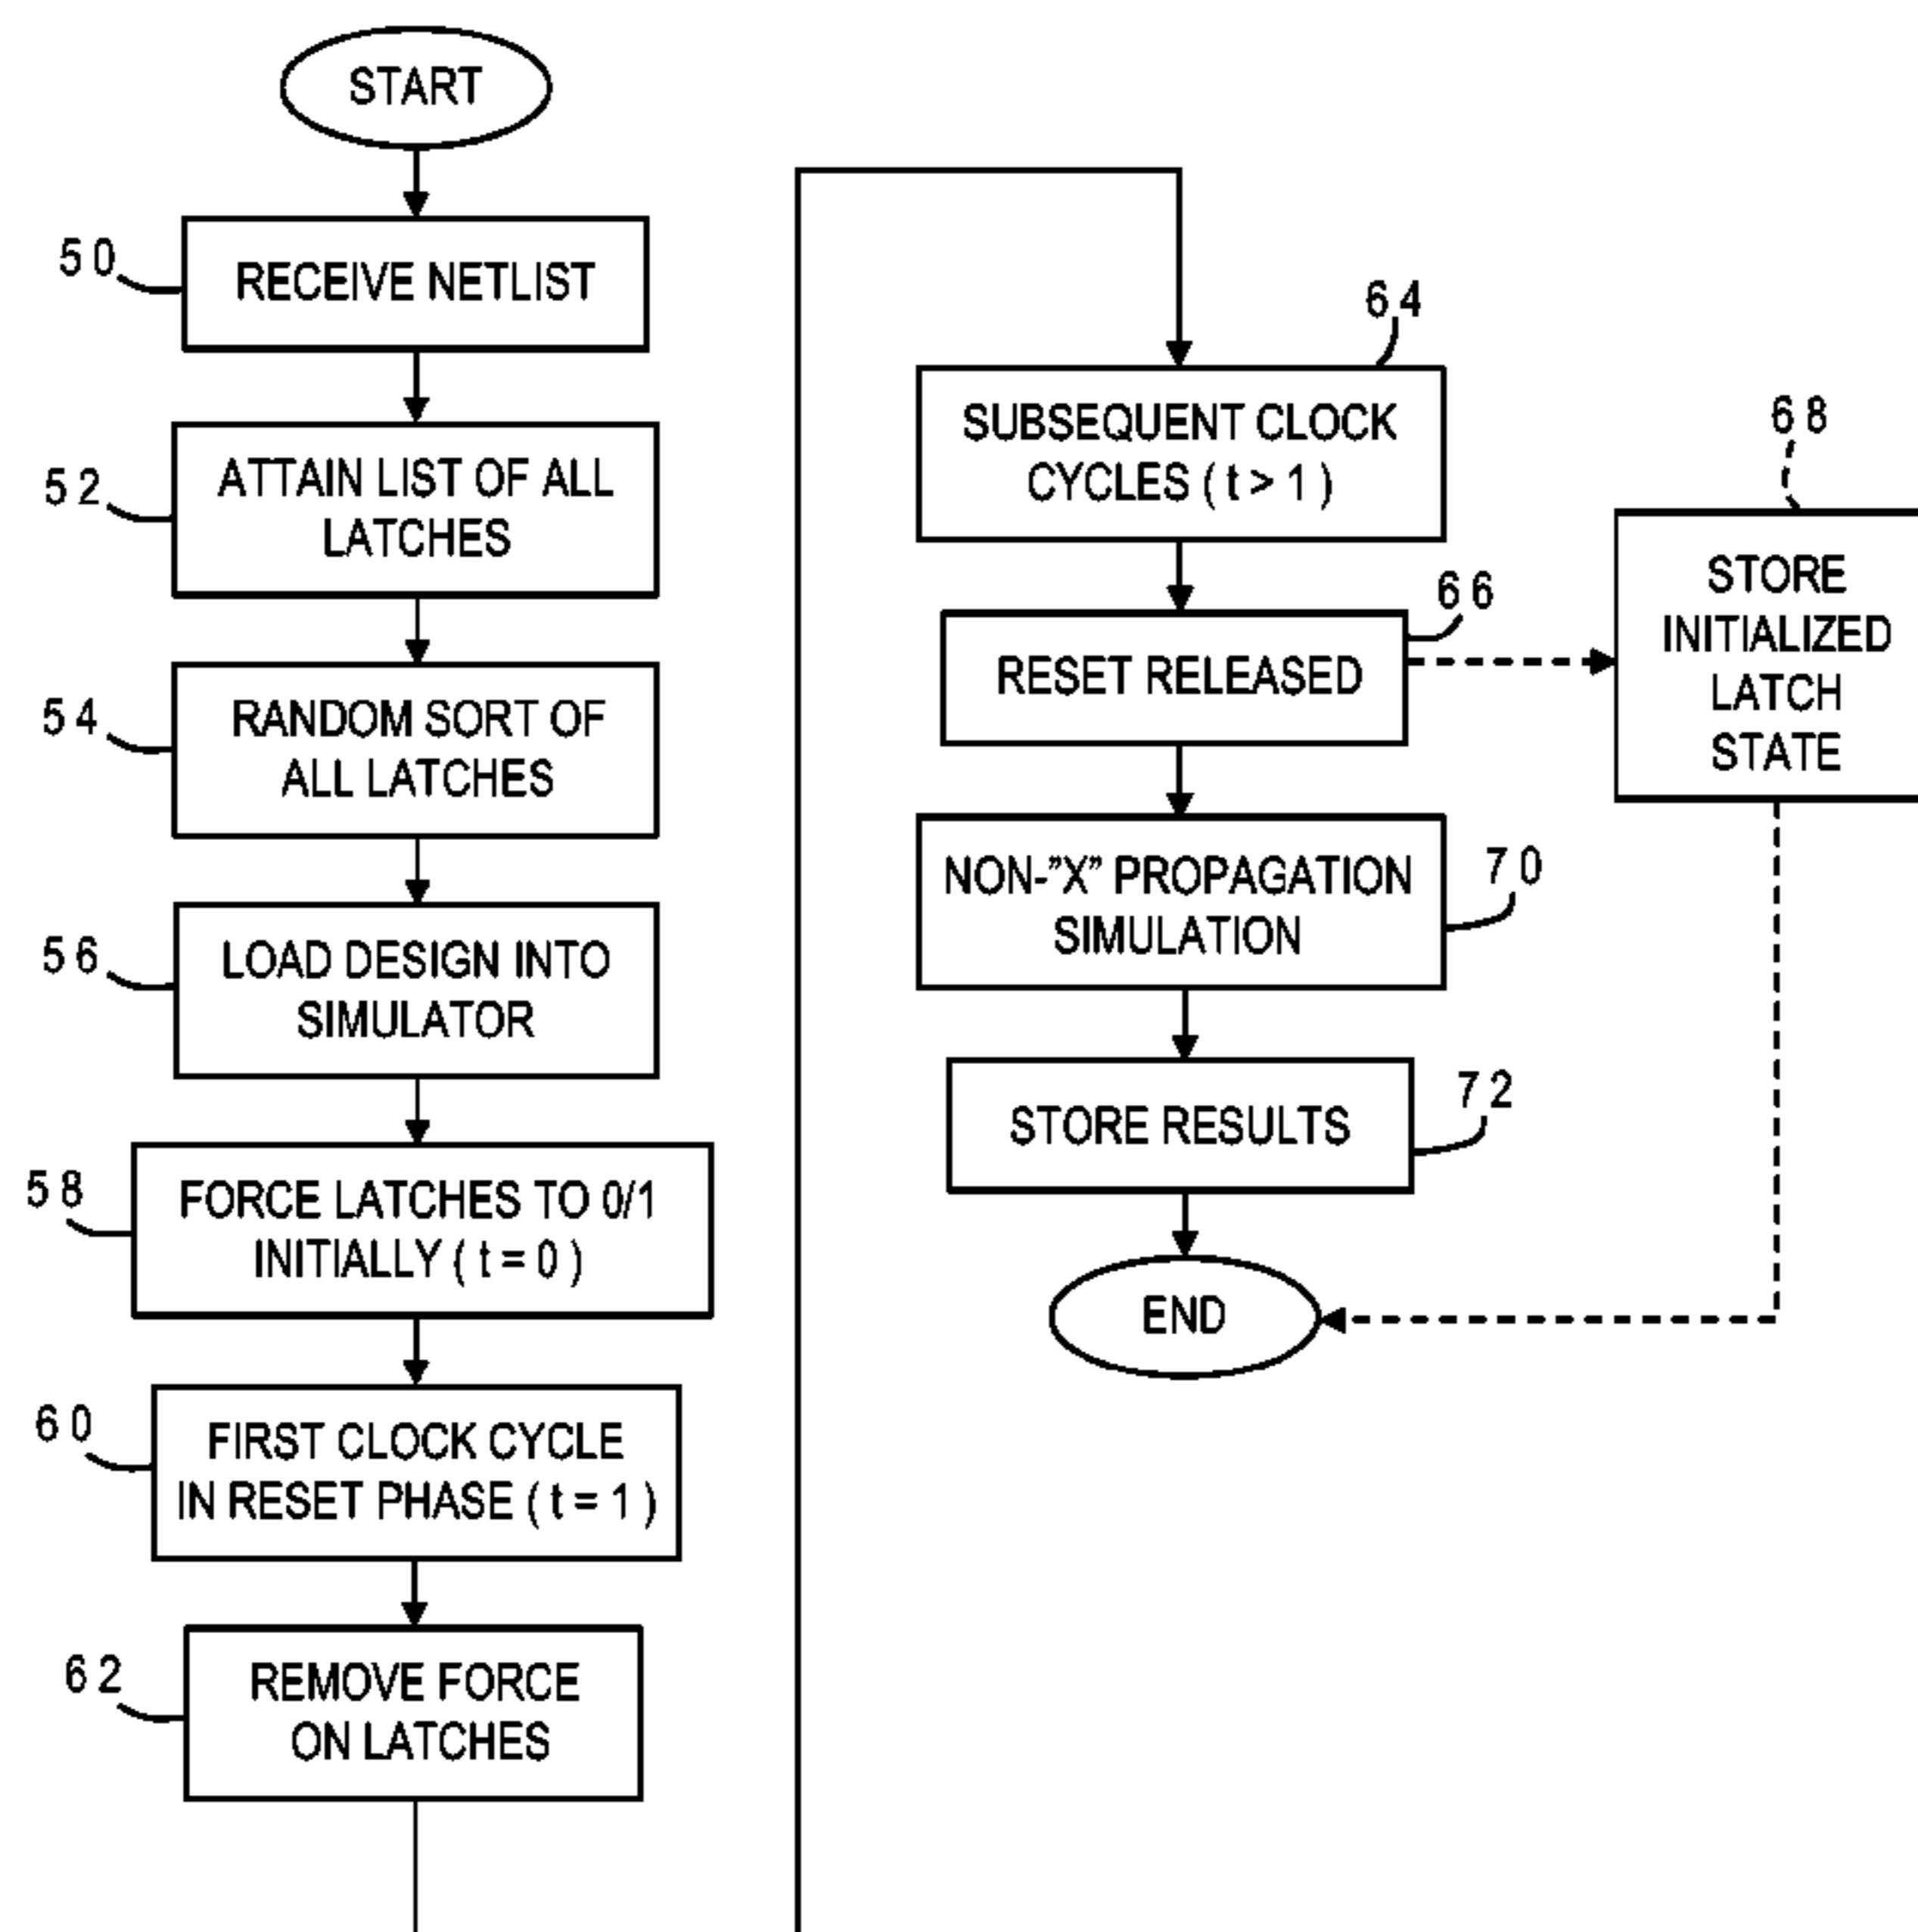 START
50
RECEIVE NETLIST
52
ATTAIN LIST OF ALL
LATCHES
54
RANDOM SORT OF
ALL LATCHES
56
LOAD DESIGN INTO
SIMULATOR
58
FORCE LATCHES TO 0/1
INITIALLY ( t = 0 )
60
FIRST CLOCK CYCLE
IN RESET PHASE ( t = 1 )
62
REMOVE FORCE
ON LATCHES
64
SUBSEQUENT CLOCK
CYCLES ( t > 1 )
66
RESET RELEASED
68
STORE
INITIALIZED
LATCH
STATE
70
NON-”X” PROPAGATION
SIMULATION
72
STORE RESULTS
END